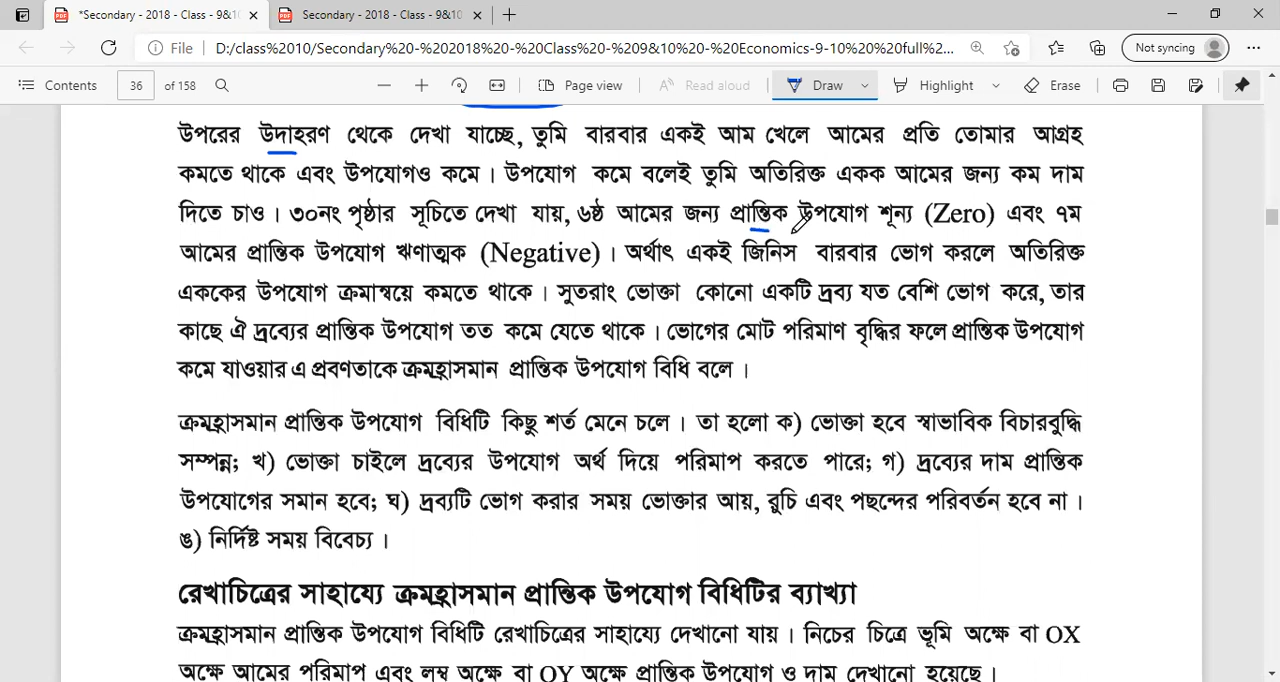 *Secondary - 2018 - Class - 9&10
Secondary - 2018 - Class - 9&10
File
D:/class%2010/Secondary%20-%202018%20-%20Class%20-%209&10%20-%20Economics-9-10%20%20full%2...
Not syncing
Contents
36 of 158
Page view
Read aloud
Draw
Highlight
Erase
উপরের উদাহরণ থেকে দেখা যাচ্ছে, তুমি বারবার একই আম খেলে আমের প্রতি তোমার আগ্রহ
কমতে থাকে এবং উপযোগও কমে। উপযোগ কমে বলেই তুমি অতিরিক্ত একক আমের জন্য কম দাম
দিতে চাও। ৩০নং পৃষ্ঠার সূচিতে দেখা যায়, ৬ষ্ঠ আমের জন্য প্রান্তিক উপযোগ শূন্য (Zero) এবং ৭ম
আমের প্রান্তিক উপযোগ ঋণাত্মক (Negative)। অর্থাৎ একই জিনিস বারবার ভোগ করলে অতিরিক্ত
এককের উপযোগ ক্রমান্বয়ে কমতে থাকে। সুতরাং ভোক্তা কোনো একটি দ্রব্য যত বেশি ভোগ করে, তার
কাছে ঐ দ্রব্যের প্রান্তিক উপযোগ তত কমে যেতে থাকে। ভোগের মোট পরিমাণ বৃদ্ধির ফলে প্রান্তিক উপযোগ
কমে যাওয়ার এ প্রবণতাকে ক্রমহ্রাসমান প্রান্তিক উপযোগ বিধি বলে।
ক্রমহ্রাসমান প্রান্তিক উপযোগ বিধিটি কিছু শর্ত মেনে চলে। তা হলো ক) ভোক্তা হবে স্বাভাবিক বিচারবুদ্ধি
সম্পন্ন; খ) ভোক্তা চাইলে দ্রব্যের উপযোগ অর্থ দিয়ে পরিমাপ করতে পারে; গ) দ্রব্যের দাম প্রান্তিক
উপযোগের সমান হবে; ঘ) দ্রব্যটি ভোগ করার সময় ভোক্তার আয়, রুচি এবং পছন্দের পরিবর্তন হবে না।
ঙ) নির্দিষ্ট সময় বিবেচ্য।
রেখাচিত্রের সাহায্যে ক্রমহ্রাসমান প্রান্তিক উপযোগ বিধিটির ব্যাখ্যা
ক্রমহ্রাসমান প্রান্তিক উপযোগ বিধিটি রেখাচিত্রের সাহায্যে দেখানো যায়। নিচের চিত্রে ভূমি অক্ষে বা OX
অক্ষে আমের পরিমাপ এবং লম্ব অক্ষে বা OY অক্ষে প্রান্তিক উপযোগ ও দাম দেখানো হয়েছে।